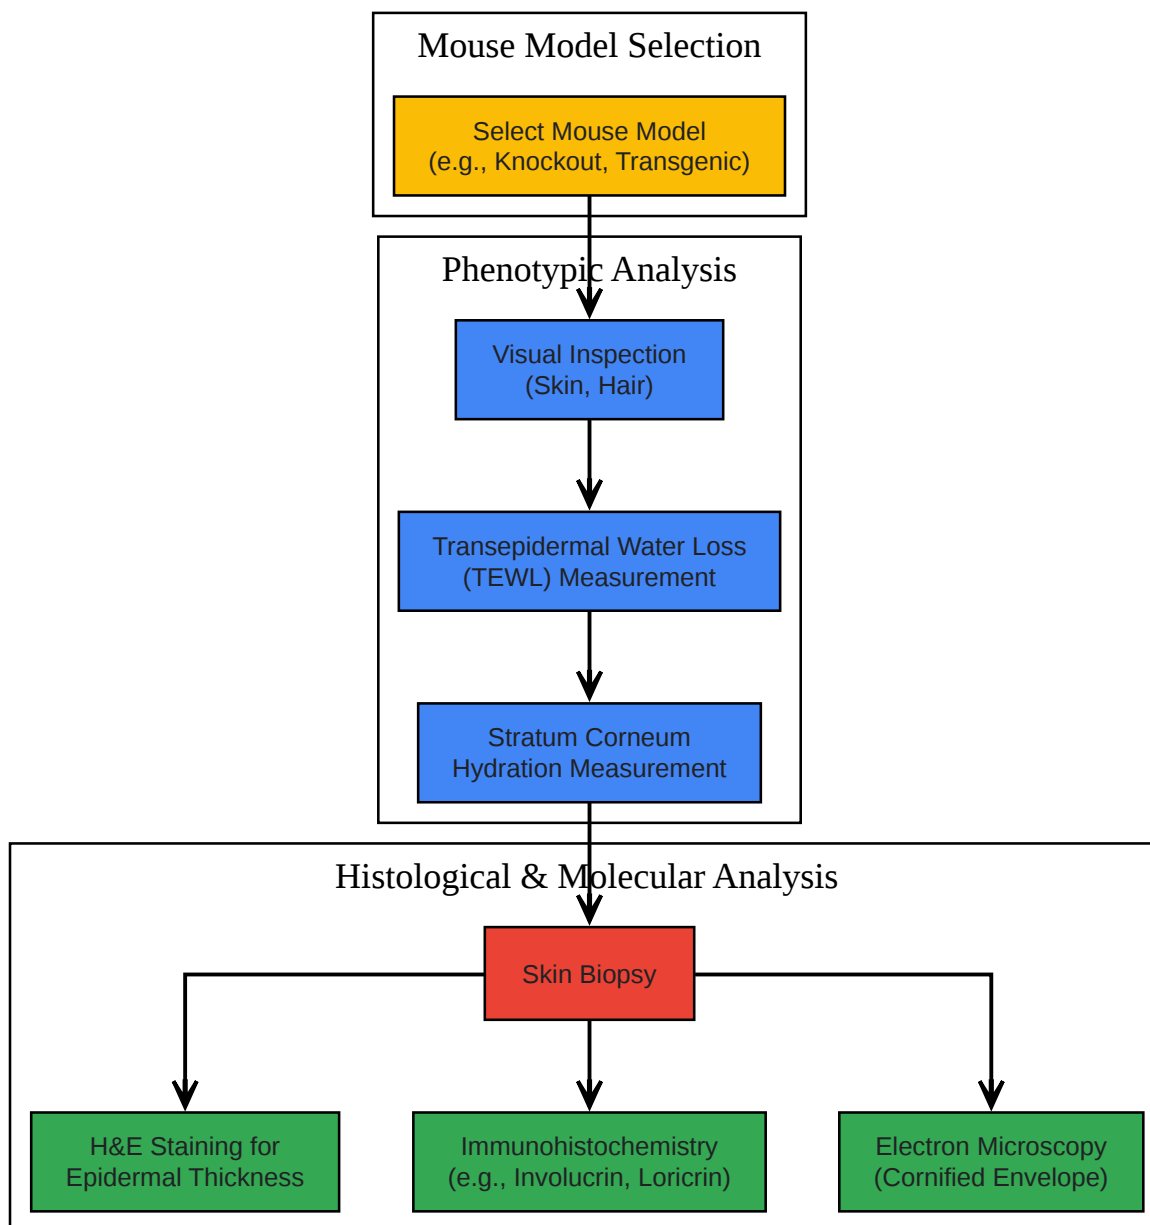 Mouse Model Selection
Select Mouse Model
(e.g., Knockout, Transgenic)
Phenotypic Analysis
Visual Inspection
(Skin, Hair)
Transepidermal Water Loss
(TEWL) Measurement
Stratum Corneum
Hydration Measurement
Histological & Molecular Analysis
Skin Biopsy
H&E Staining for
Epidermal Thickness
Immunohistochemistry
(e.g., Involucrin, Loricrin)
Electron Microscopy
(Cornified Envelope)